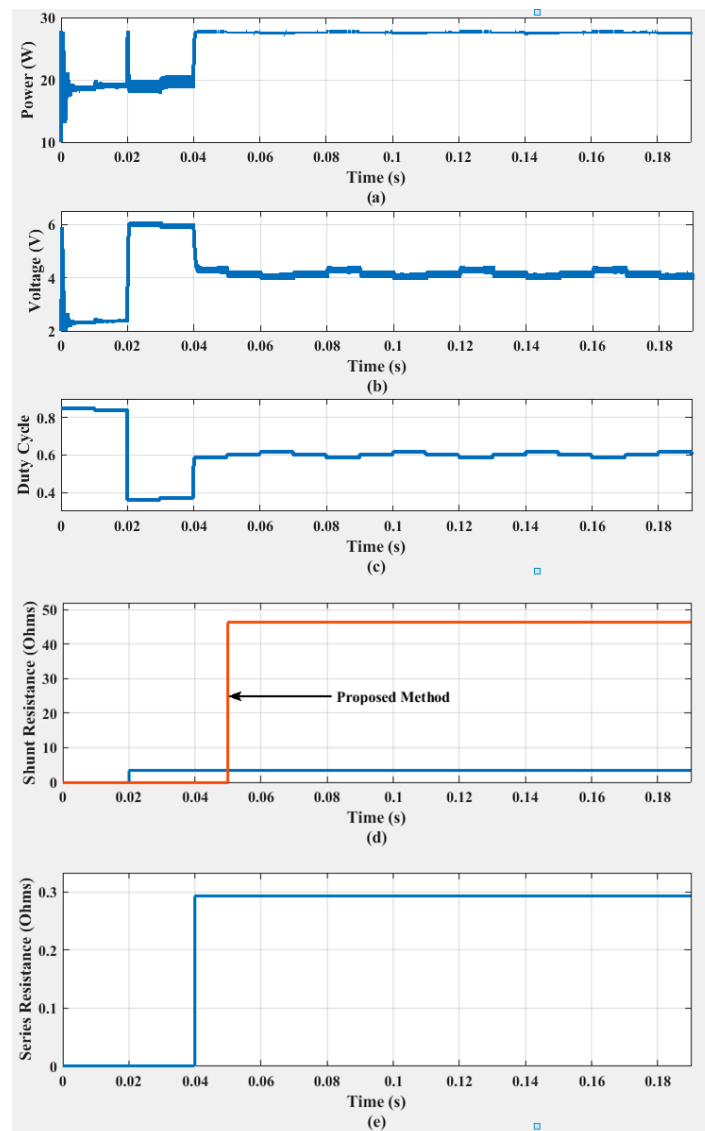 Power (W)
30
20
10
0 0.02 0.04 0.06 0.08 0.1 0.12 0.14 0.16 0.18
Time (s)
(a)
Voltage (V)
6
4
2
0 0.02 0.04 0.06 0.08 0.1 0.12 0.14 0.16 0.18
Time (s)
(b)
Duty Cycle
0.8
0.6
0.4
0 0.02 0.04 0.06 0.08 0.1 0.12 0.14 0.16 0.18
Time (s)
(c)
Shunt Resistance (Ohms)
50
40
30
20
10
0
Proposed Method
0 0.02 0.04 0.06 0.08 0.1 0.12 0.14 0.16 0.18
Time (s)
(d)
Series Resistance (Ohms)
0.3
0.2
0.1
0
0 0.02 0.04 0.06 0.08 0.1 0.12 0.14 0.16 0.18
Time (s)
(e)